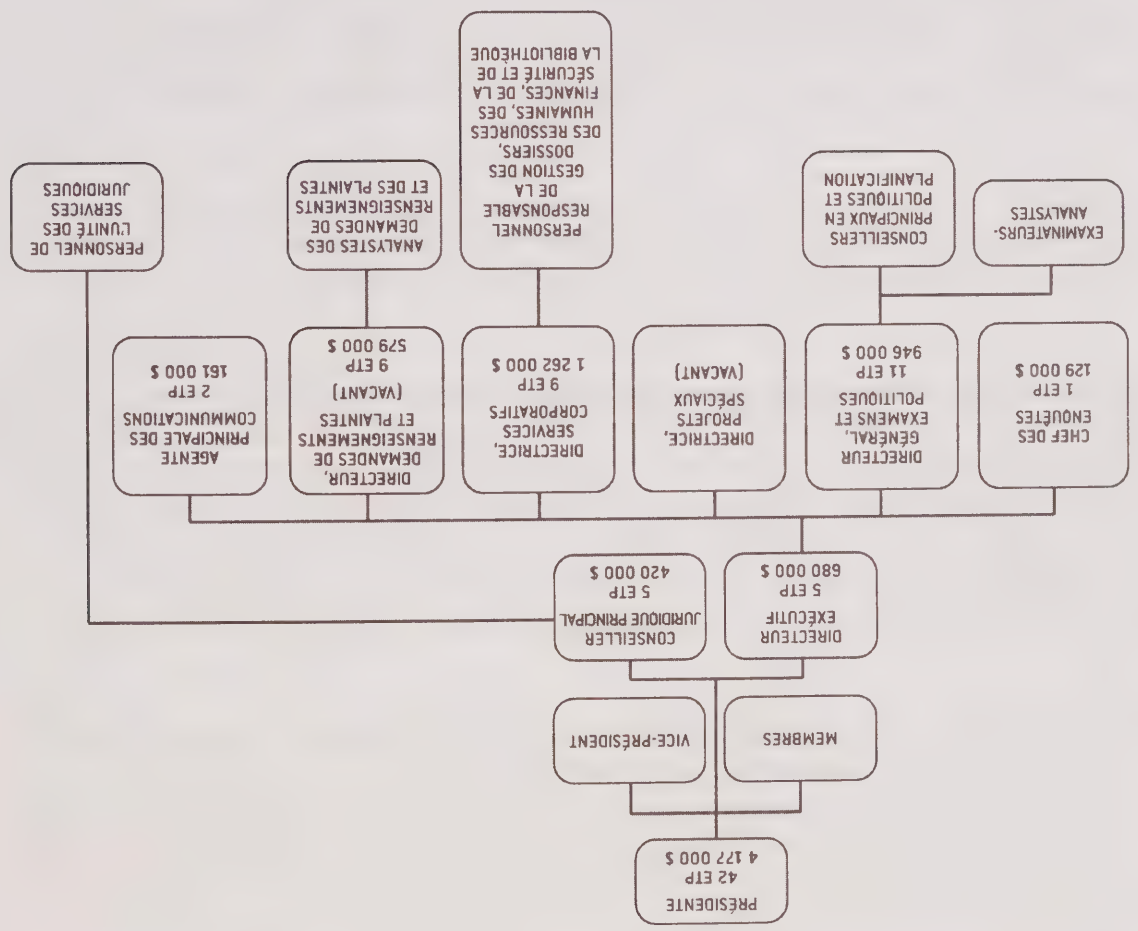 PRÉSIDENTE
42 ETP
4 177 000 $
MEMBRES
VICE-PRÉSIDENT
DIRECTEUR
EXÉCUTIF
5 ETP
680 000 $
CONSEILLER
JURIDIQUE PRINCIPAL
5 ETP
420 000 $
CHEF DES
ENQUÊTES
1 ETP
129 000 $
DIRECTEUR
GÉNÉRAL,
EXAMENS ET
POLITIQUES
11 ETP
946 000 $
DIRECTRICE,
PROJETS
SPÉCIAUX
(VACANT)
DIRECTRICE,
SERVICES
CORPORATIFS
9 ETP
1 262 000 $
DIRECTEUR,
DEMANDES DE
RENSEIGNEMENTS
ET PLAINTES
(VACANT)
9 ETP
579 000 $
AGENTE
PRINCIPALE DES
COMMUNICATIONS
2 ETP
161 000 $
EXAMINATEURS-
ANALYSTES
CONSEILLERS
PRINCIPAUX EN
POLITIQUES ET
PLANIFICATION
PERSONNEL
RESPONSABLE
DE LA
GESTION DES
DOSSIERS,
DES RESSOURCES
HUMAINES, DES
FINANCES, DE LA
SÉCURITÉ ET DE
LA BIBLIOTHÈQUE
ANALYSTES DES
DEMANDES DE
RENSEIGNEMENTS
ET DES PLAINTES
PERSONNEL DE
L'UNITÉ DES
SERVICES
JURIDIQUES